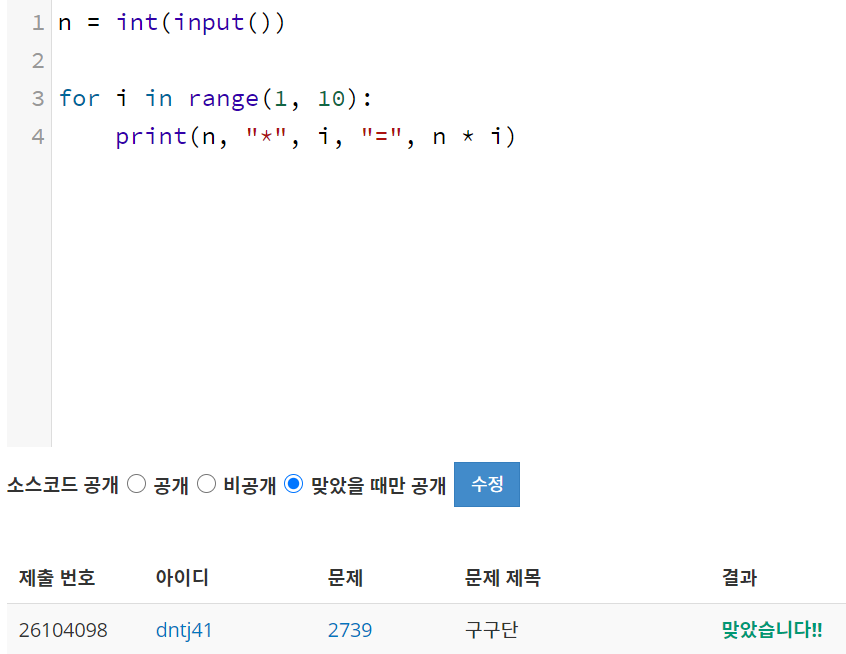 1 n = int(input())
2
3 for i in range(1, 10):
4     print(n, "*", i, "=", n * i)
소스코드 공개 공개 비공개 맞았을 때만 공개 수정
제출 번호 아이디 문제 문제 제목 결과
26104098 dntj41 2739 구구단 맞았습니다!!